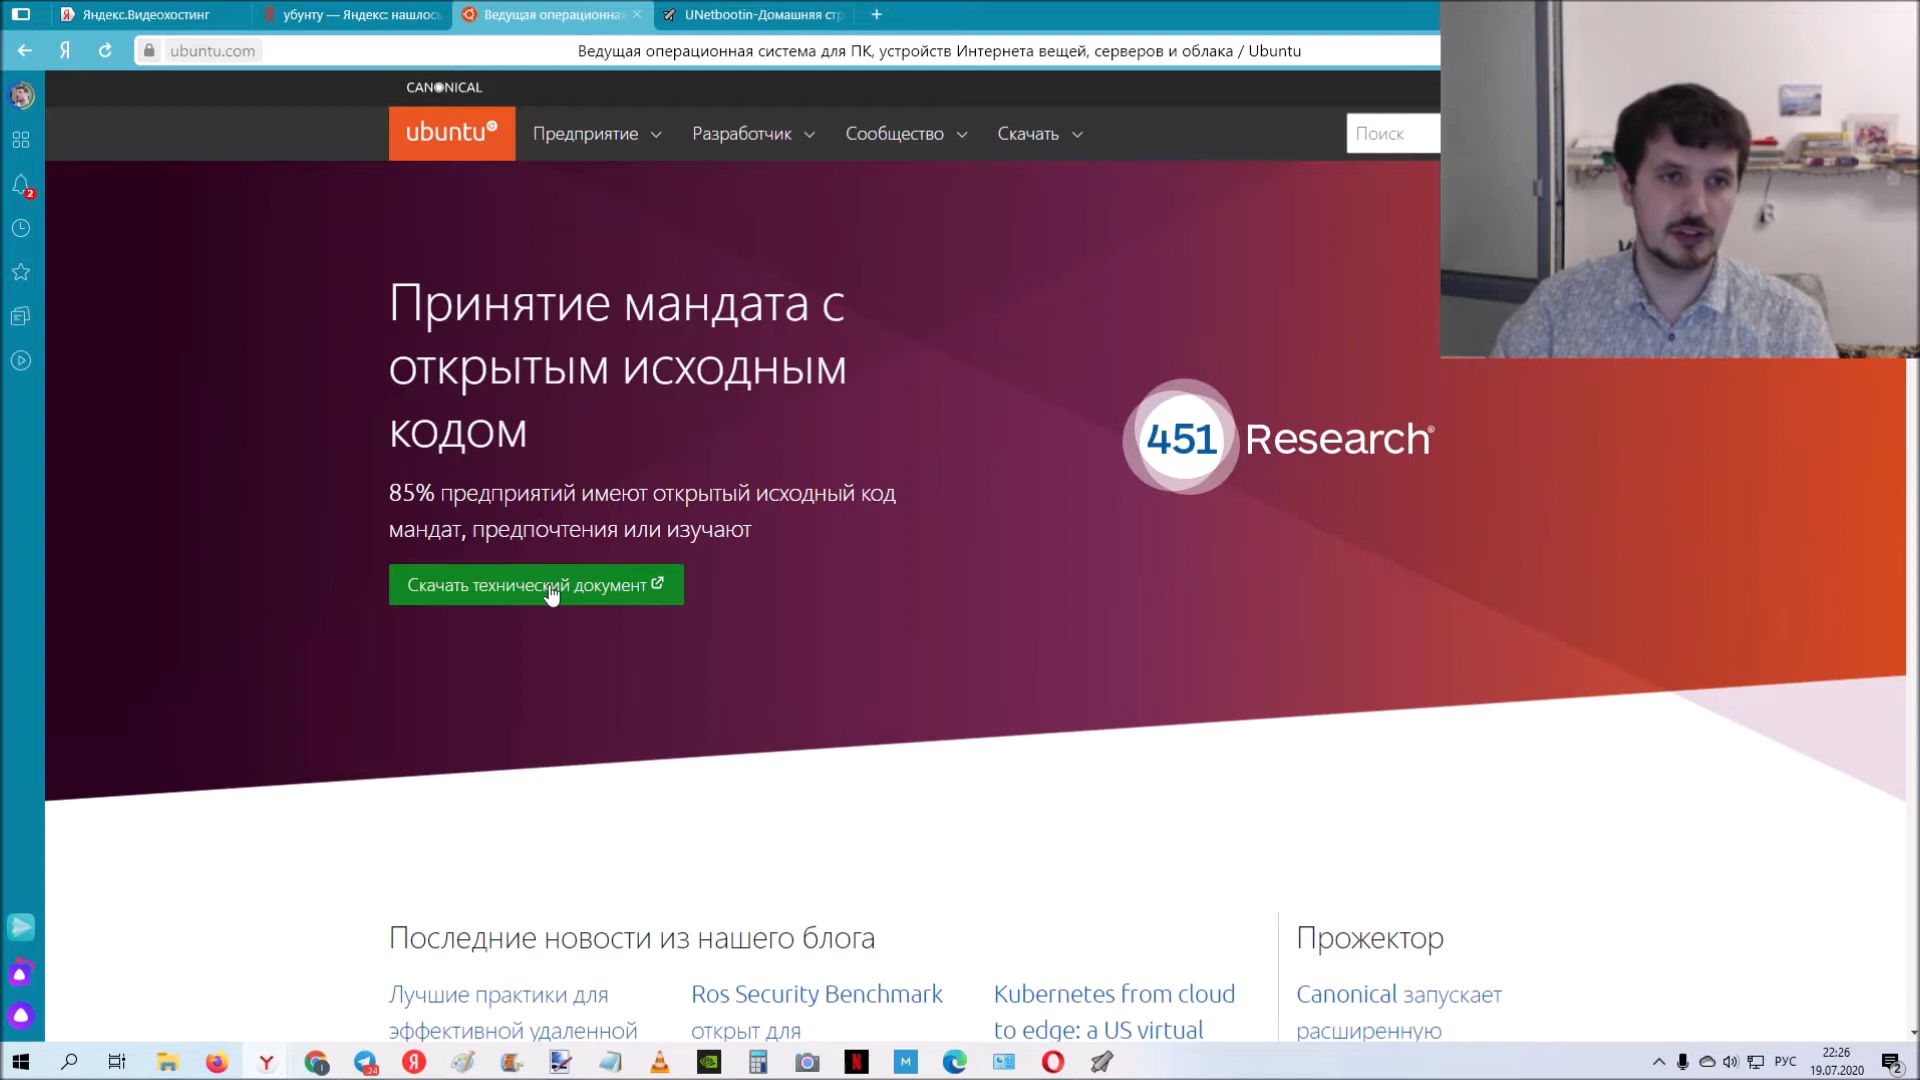 Яндекс.Видеохостинг
убунту — Яндекс: нашлось
Ведущая операционная
UNetbootin-Домашняя стр
ubuntu.com
Ведущая операционная система для ПК, устройств Интернета вещей, серверов и облака / Ubuntu
CANONICAL
ubuntu
Предприятие
Разработчик
Сообщество
Скачать
Поиск
Принятие мандата с
открытым исходным
кодом
85% предприятий имеют открытый исходный код
мандат, предпочтения или изучают
Скачать технический документ
451 Research®
Последние новости из нашего блога
Прожектор
Лучшие практики для
эффективной удаленной
Ros Security Benchmark
открыт для
Kubernetes from cloud
to edge: a US virtual
Canonical запускает
расширенную
РУС
22:26
19.07.2020